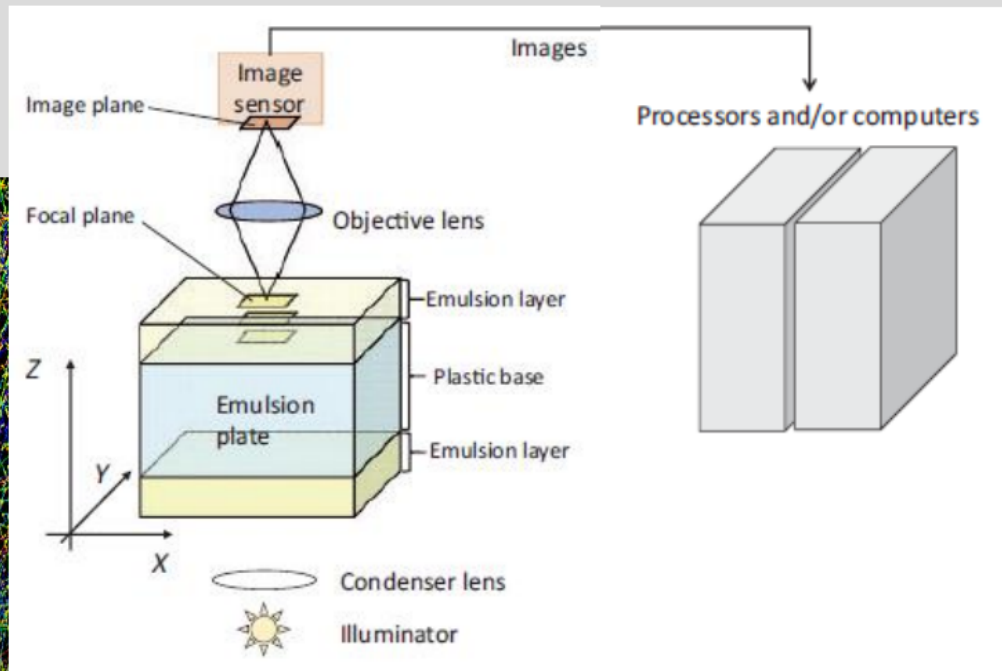 Images
Image
sensor
Image plane
Processors and/or computers
Focal plane
Objective lens
Emulsion layer
Z
Plastic base
Emulsion
plate
Emulsion layer
Y
X
Condenser lens
Illuminator